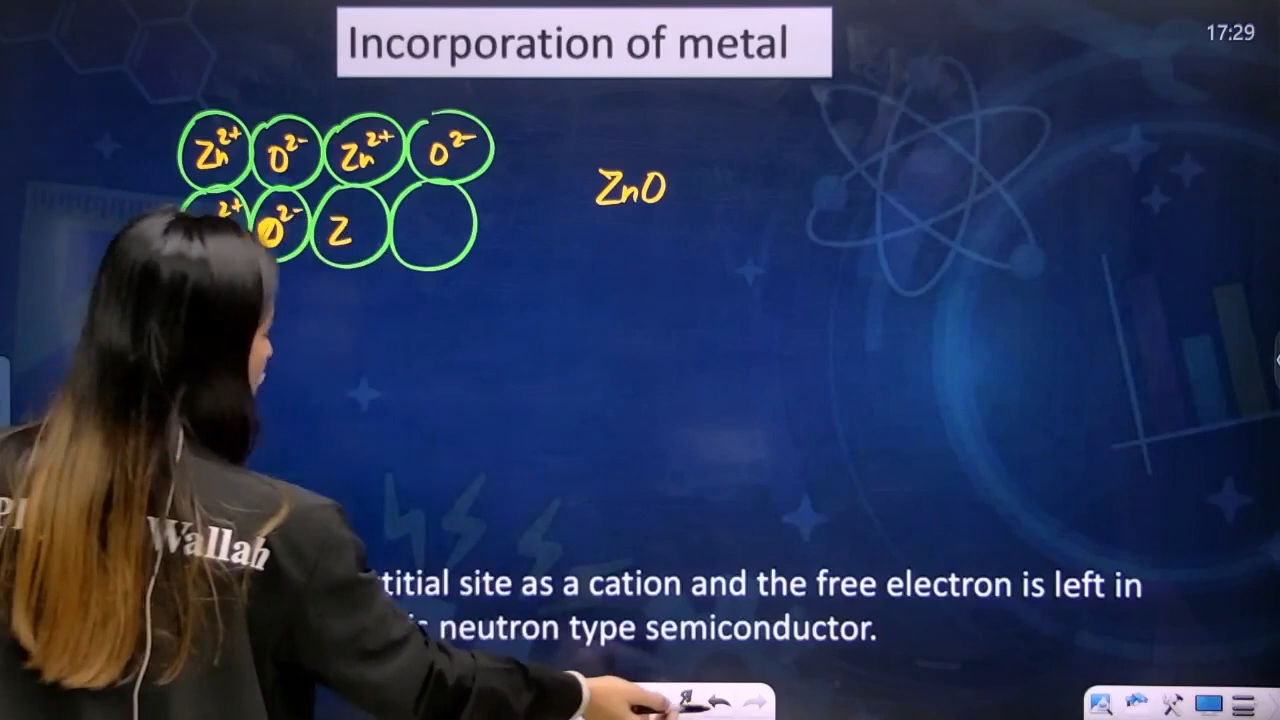 Incorporation of metal
17:29
Zn2+ O2- Zn2+ O2-
ZnO
2+ O2- Z
Wallah
titial site as a cation and the free electron is left in
neutron type semiconductor.